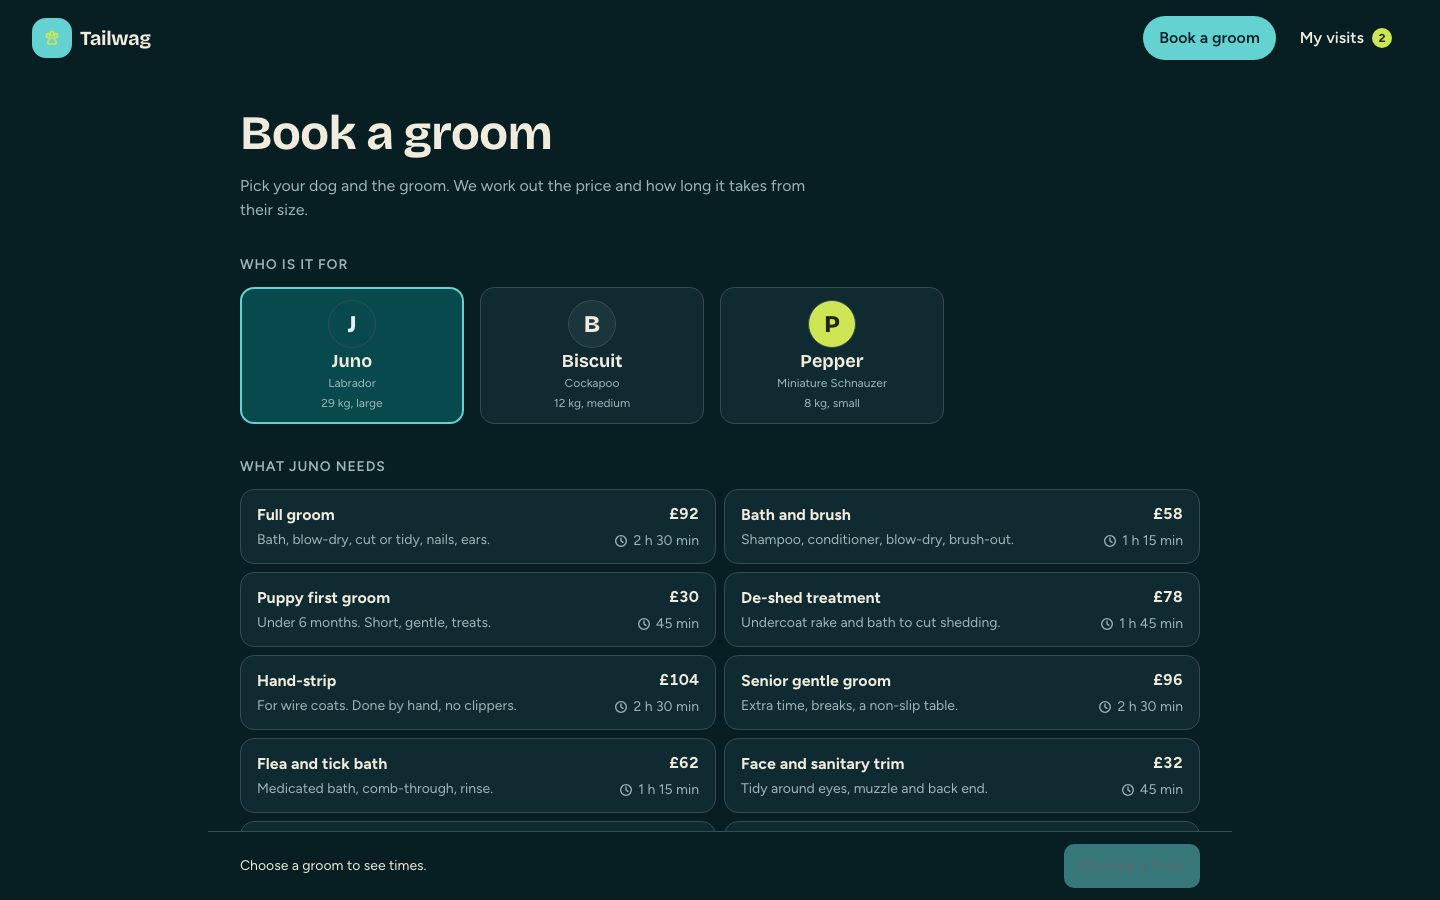 Tailwag
Book a groom
My visits 2
Book a groom
Pick your dog and the groom. We work out the price and how long it takes from
their size.
WHO IS IT FOR
J
Juno
Labrador
29 kg, large
B
Biscuit
Cockapoo
12 kg, medium
P
Pepper
Miniature Schnauzer
8 kg, small
WHAT JUNO NEEDS
Full groom £92
Bath, blow-dry, cut or tidy, nails, ears. 2 h 30 min
Bath and brush £58
Shampoo, conditioner, blow-dry, brush-out. 1 h 15 min
Puppy first groom £30
Under 6 months. Short, gentle, treats. 45 min
De-shed treatment £78
Undercoat rake and bath to cut shedding. 1 h 45 min
Hand-strip £104
For wire coats. Done by hand, no clippers. 2 h 30 min
Senior gentle groom £96
Extra time, breaks, a non-slip table. 2 h 30 min
Flea and tick bath £62
Medicated bath, comb-through, rinse. 1 h 15 min
Face and sanitary trim £32
Tidy around eyes, muzzle and back end. 45 min
Choose a groom to see times.